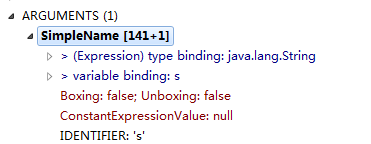 ARGUMENTS (1)
SimpleName [141+1]
> (Expression) type binding: java.lang.String
> variable binding: s
Boxing: false; Unboxing: false
ConstantExpressionValue: null
IDENTIFIER: 's'